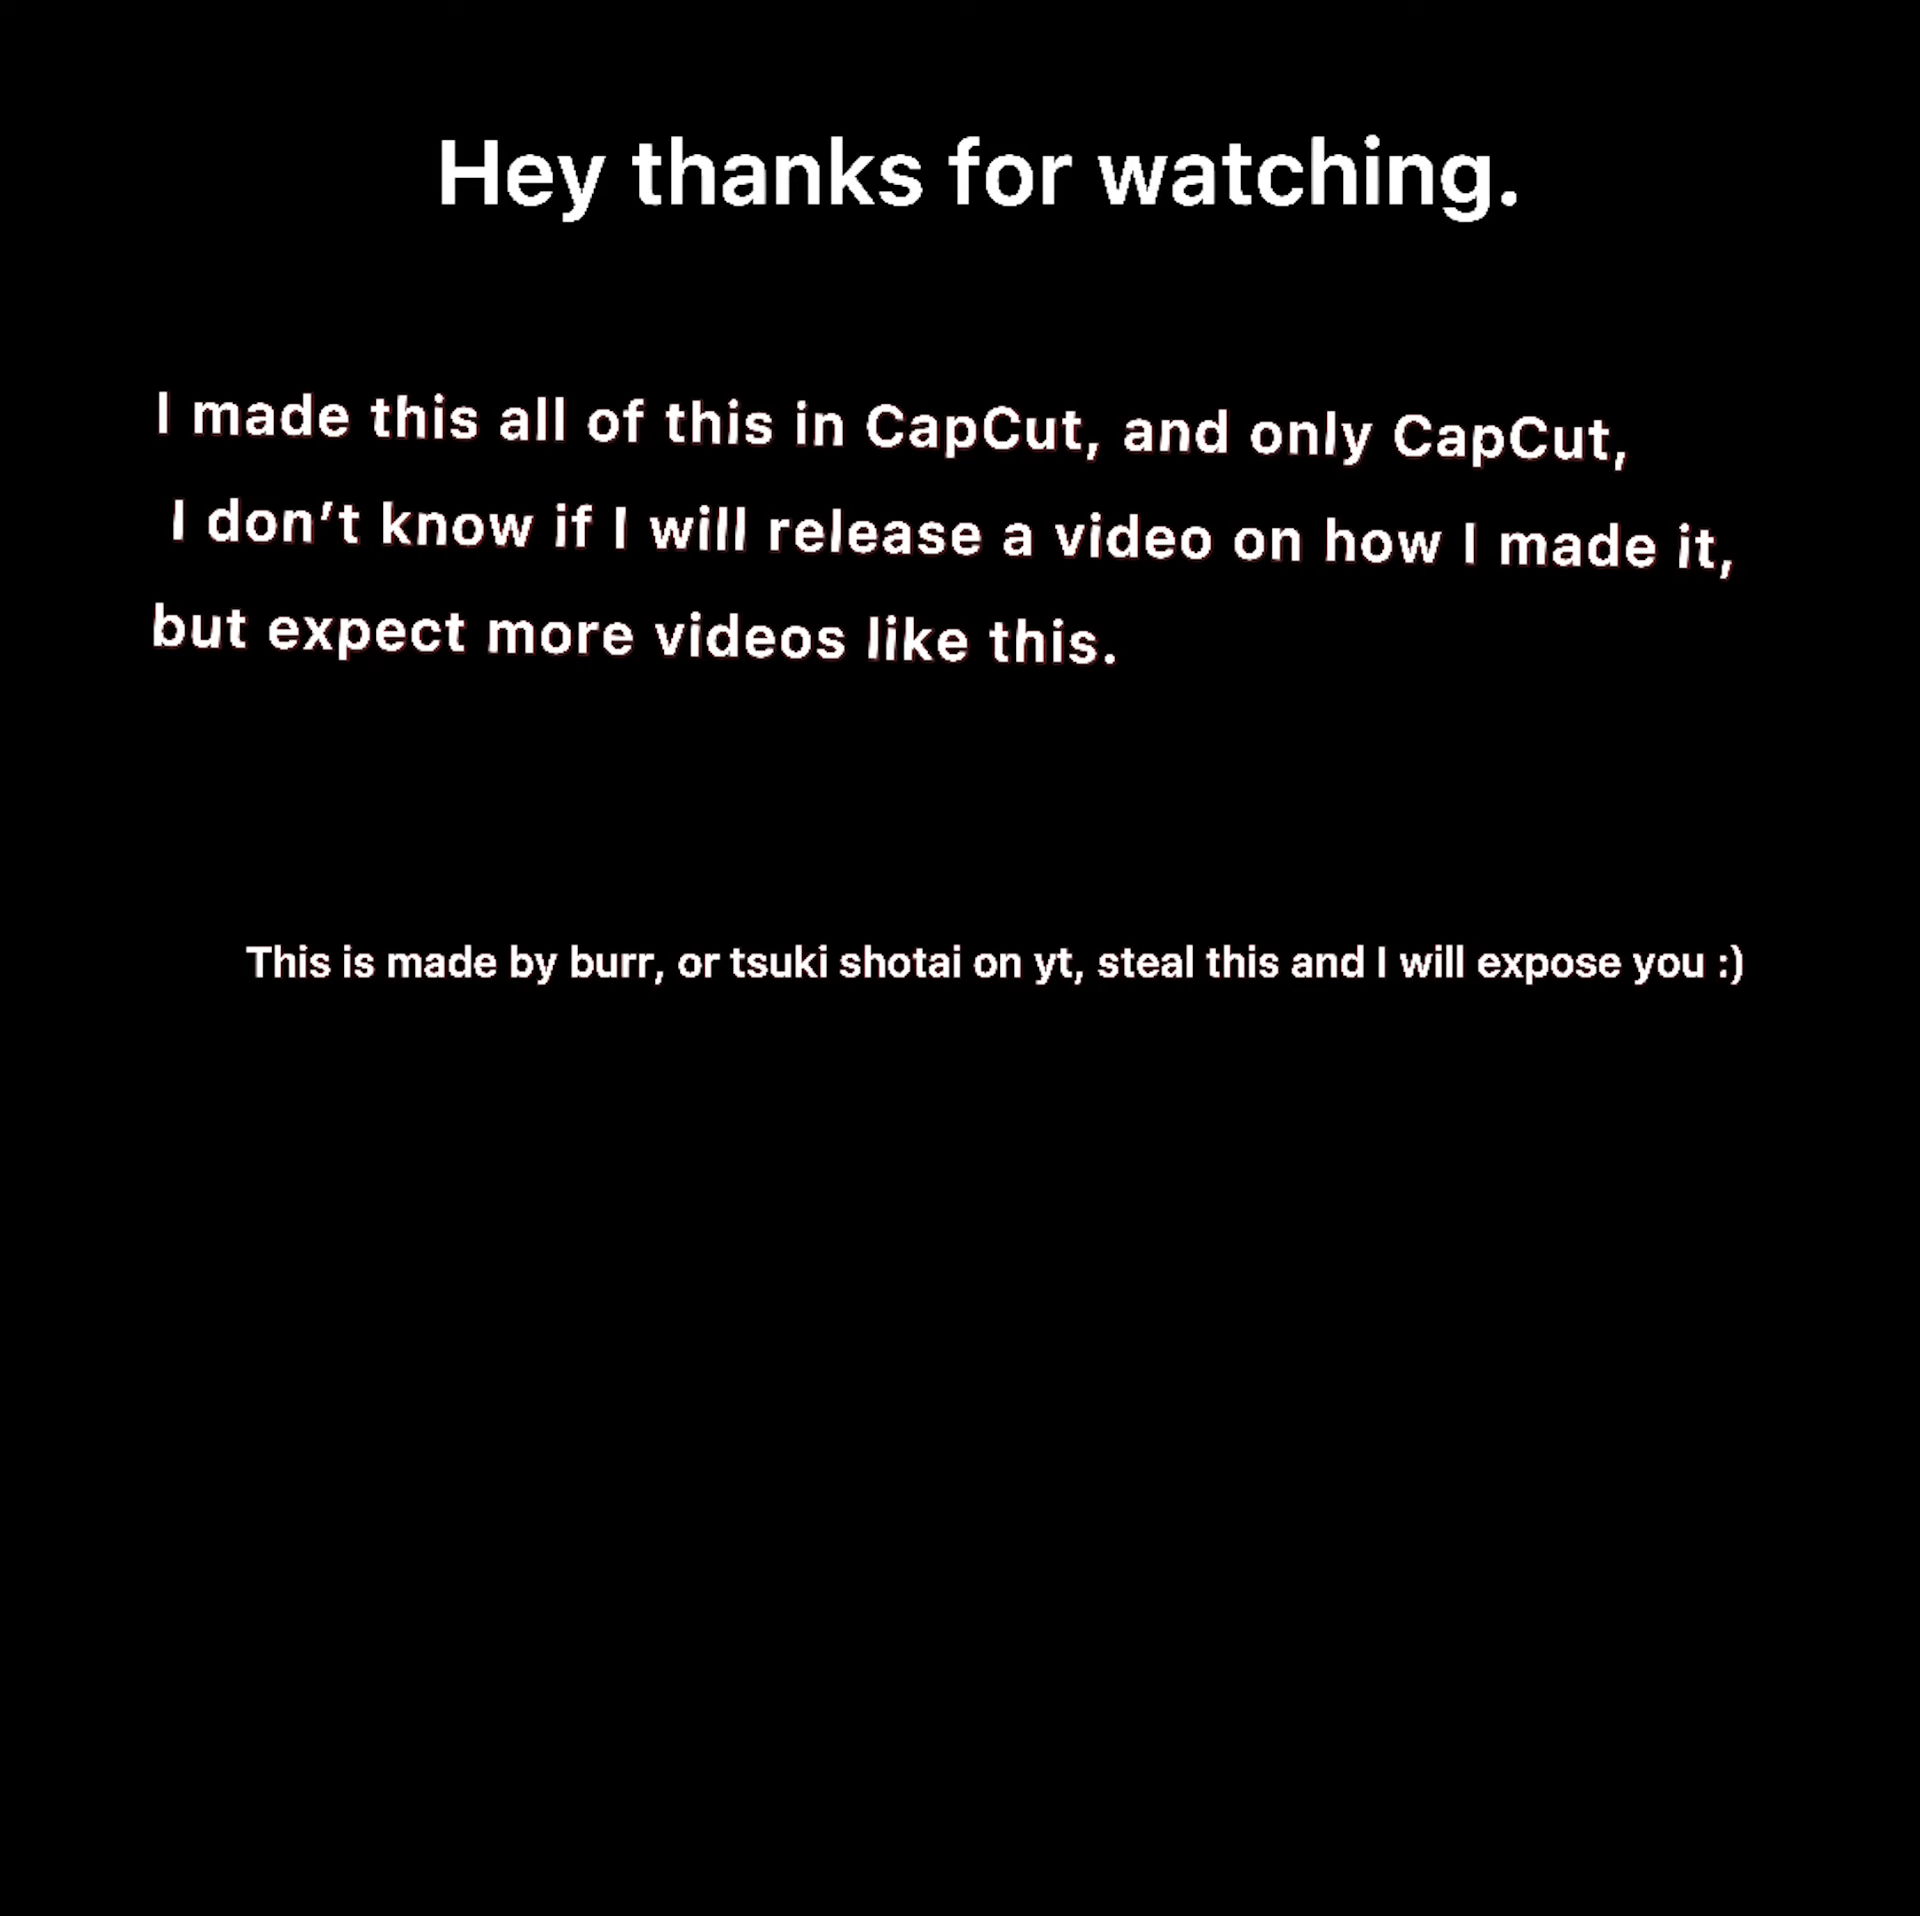 Hey thanks for watching.
I made this all of this in CapCut, and only CapCut,
I don’t know if I will release a video on how I made it,
but expect more videos like this.
This is made by burr, or tsuki shotai on yt, steal this and I will expose you :)